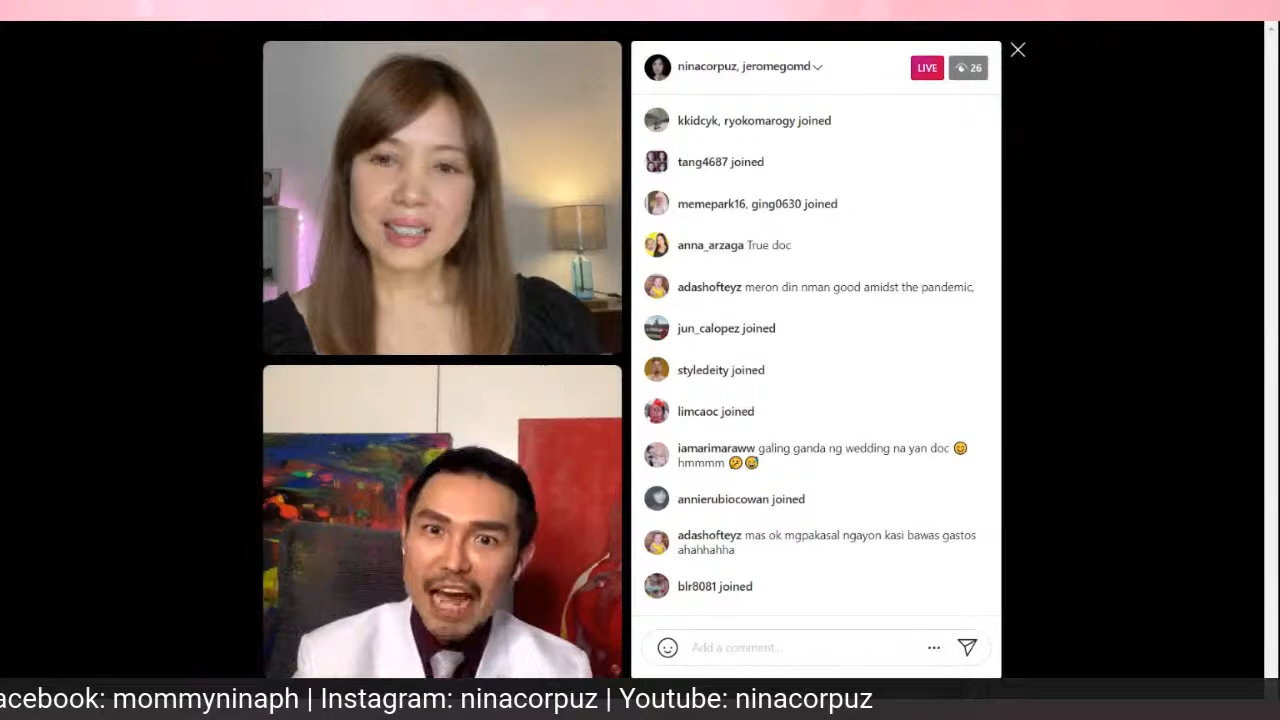 ninacorpuz, jeromegomd
LIVE
26
kkidcyk, ryokomarogy joined
tang4687 joined
memepark16, ging0630 joined
anna_arzaga True doc
adashofteyz meron din nman good amidst the pandemic,
jun_calopez joined
styledeity joined
limcaoc joined
iamarimaraww galing ganda ng wedding na yan doc 😊
hmmmm 🤔😅
annierubiocowan joined
adashofteyz mas ok mgpakasal ngayon kasi bawas gastos
ahahhahha
blr8081 joined
Add a comment...
acebook: mommyninaph | Instagram: ninacorpuz | Youtube: ninacorpuz